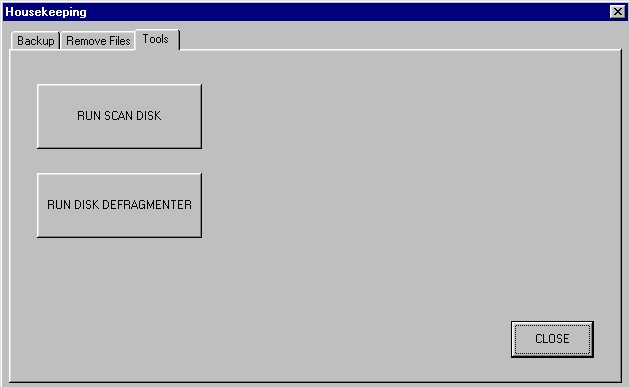 Housekeeping
Backup Remove Files Tools
RUN SCAN DISK
RUN DISK DEFRAGMENTER
CLOSE